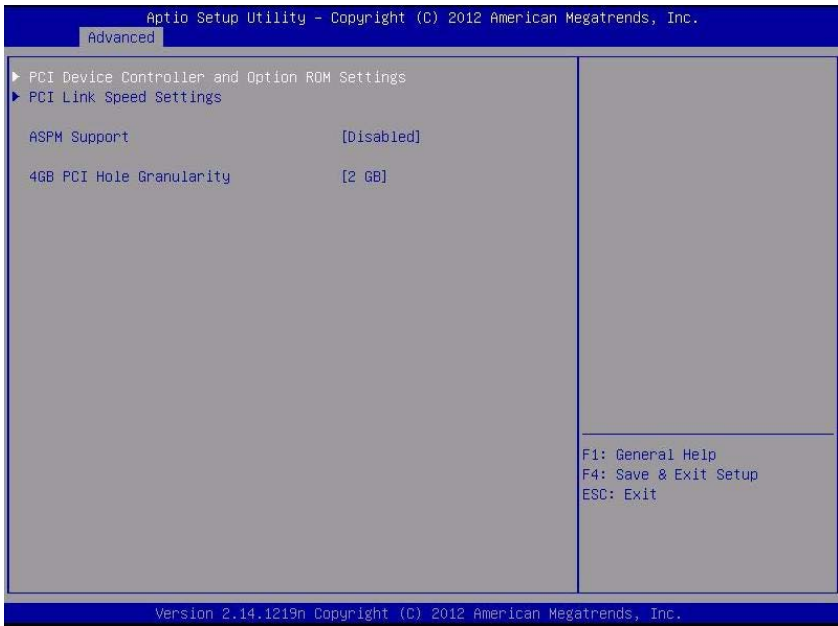 Aptio Setup Utility – Copyright (C) 2012 American Megatrends, Inc.
Advanced
PCI Device Controller and Option ROM Settings
PCI Link Speed Settings
ASPM Support [Disabled]
4GB PCI Hole Granularity [2 GB]
F1: General Help
F4: Save & Exit Setup
ESC: Exit
Version 2.14.1219n Copyright (C) 2012 American Megatrends, Inc.